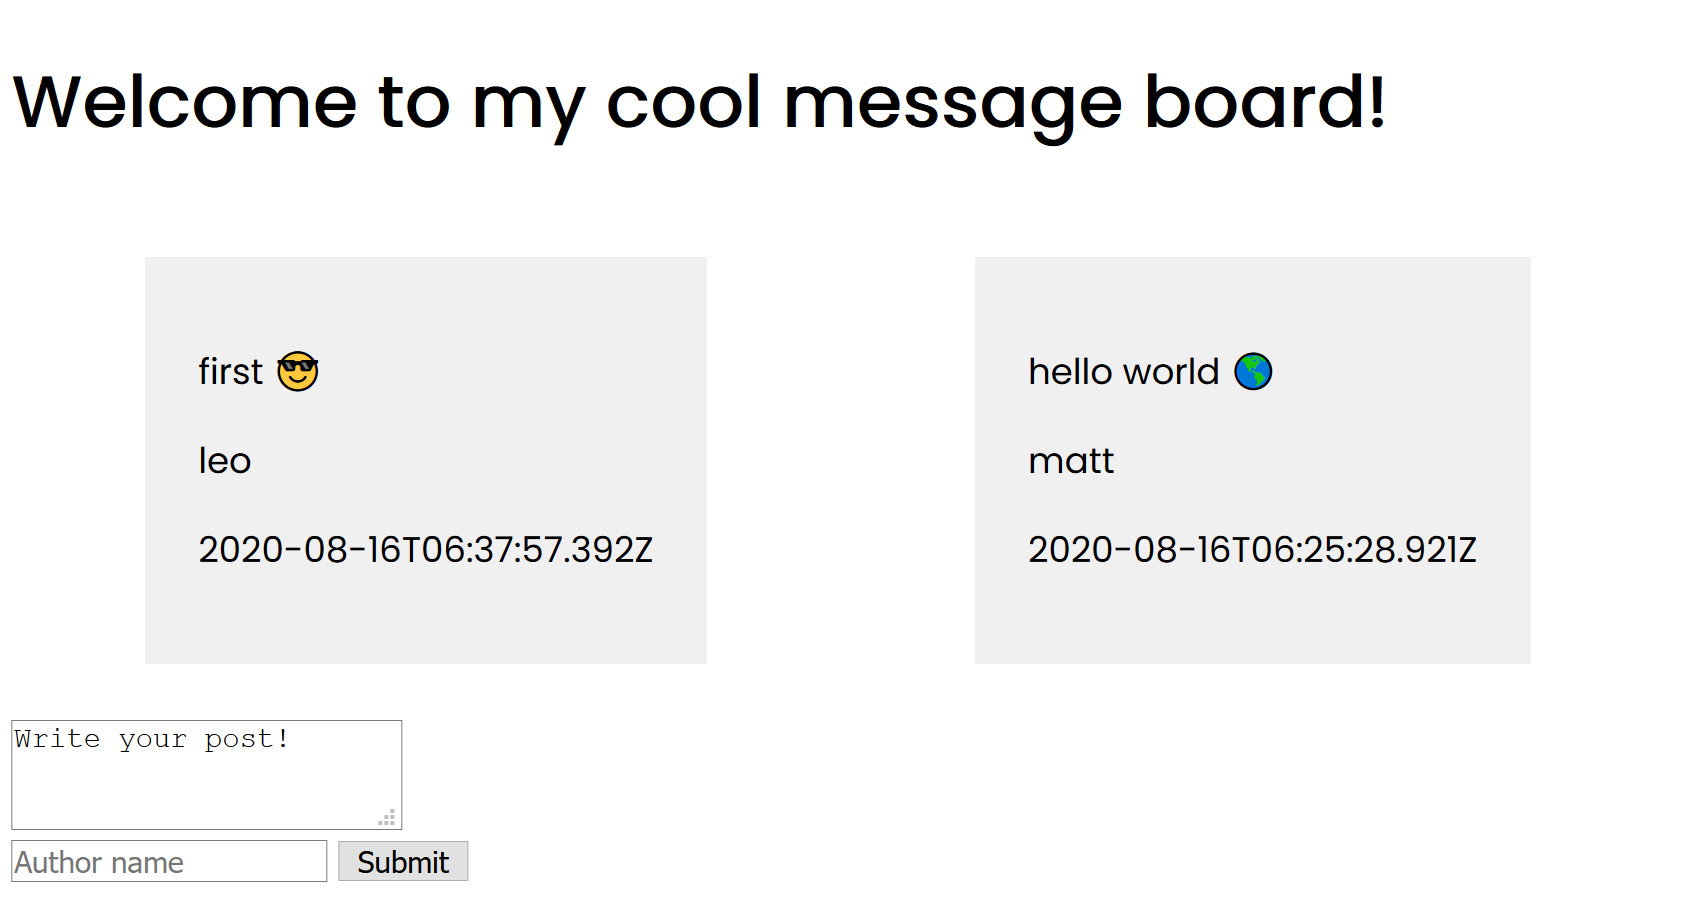 Welcome to my cool message board!
first 😎
leo
2020-08-16T06:37:57.392Z
hello world 🌎
matt
2020-08-16T06:25:28.921Z
Write your post!
Author name
Submit